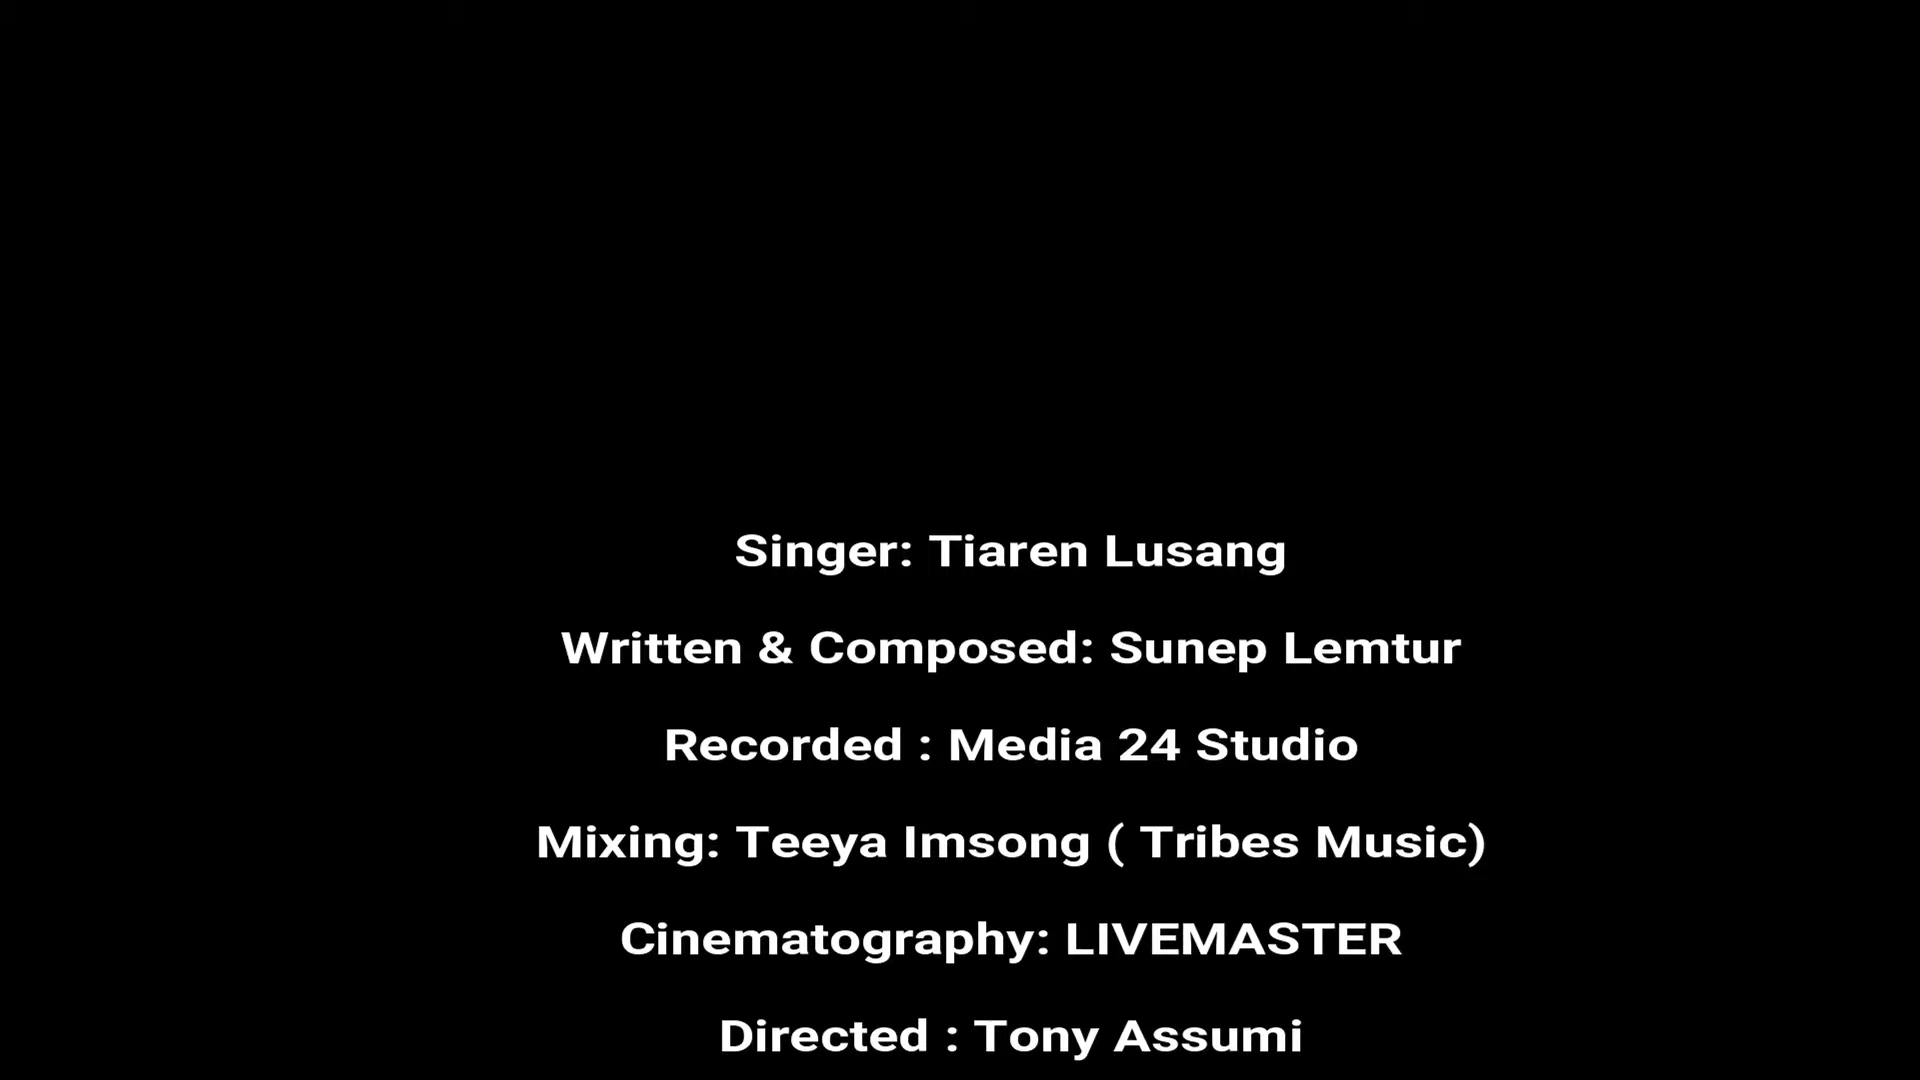 Singer: Tiaren Lusang
Written & Composed: Sunep Lemtur
Recorded : Media 24 Studio
Mixing: Teeya Imsong ( Tribes Music)
Cinematography: LIVEMASTER
Directed : Tony Assumi